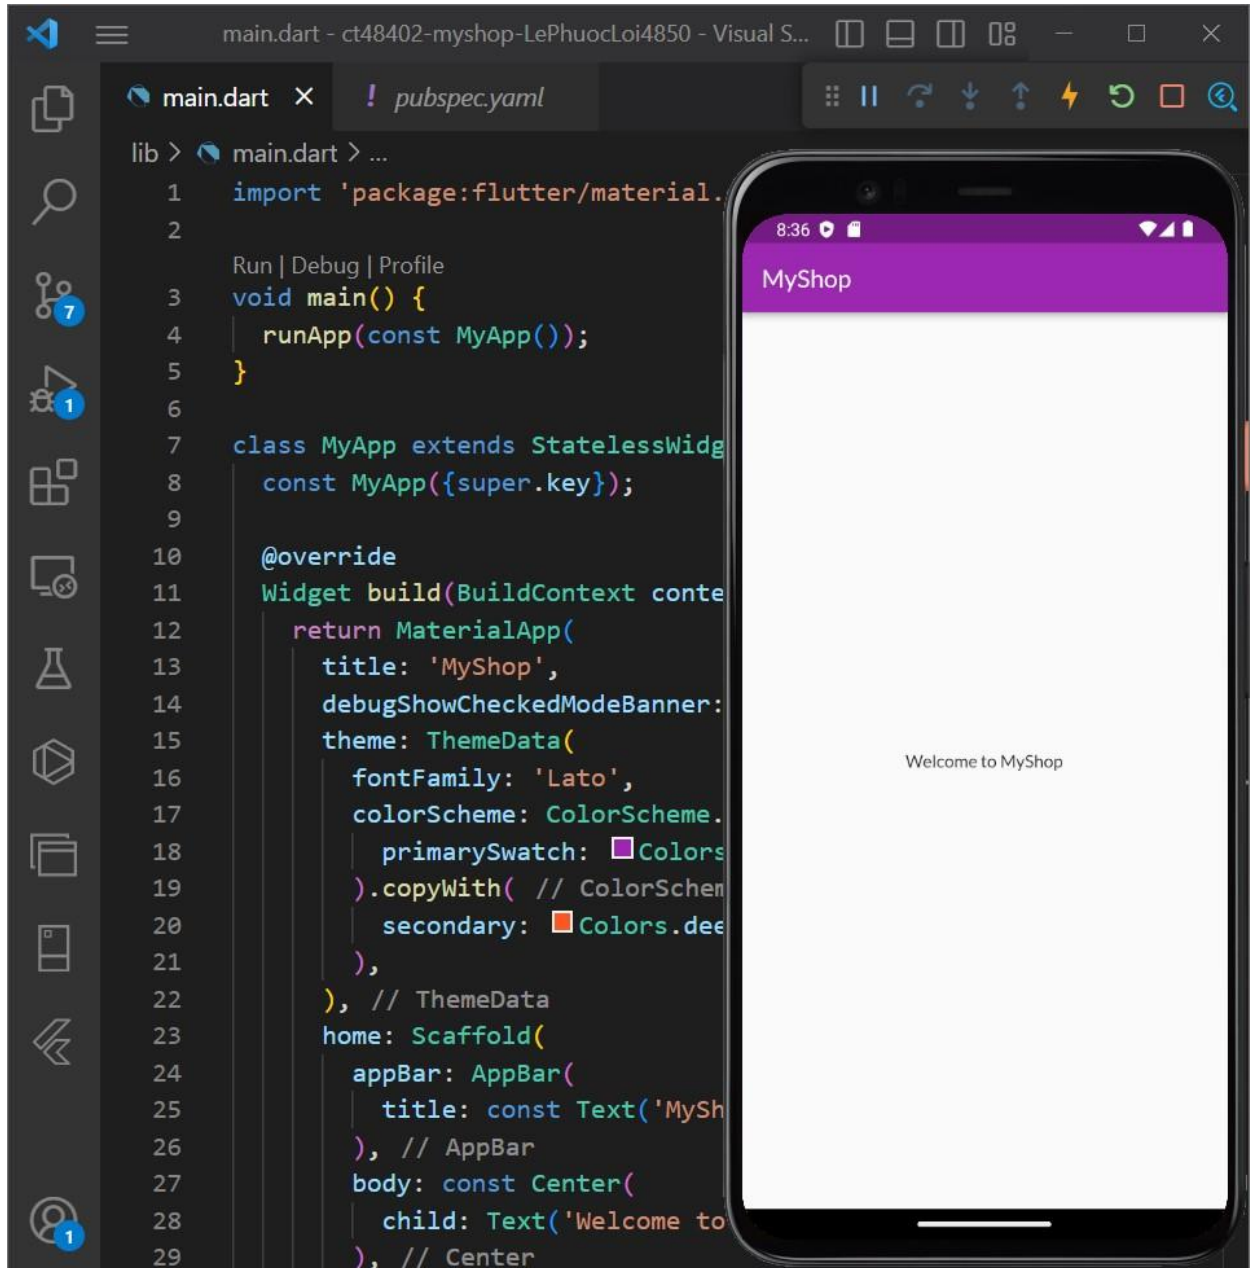 main.dart - ct48402-myshop-LePhuocLoi4850 - Visual S...
main.dart
! pubspec.yaml
lib > main.dart > ...
1 import 'package:flutter/material.
2
Run | Debug | Profile
3 void main() {
4 runApp(const MyApp());
5 }
6
7 class MyApp extends StatelessWidg
8 const MyApp({super.key});
9
10 @override
11 Widget build(BuildContext conte
12 return MaterialApp(
13 title: 'MyShop',
14 debugShowCheckedModeBanner:
15 theme: ThemeData(
16 fontFamily: 'Lato',
17 colorScheme: ColorScheme.
18 primarySwatch: Colors
19 ).copyWith( // ColorSchem
20 secondary: Colors.dee
21 ),
22 ), // ThemeData
23 home: Scaffold(
24 appBar: AppBar(
25 title: const Text('MySh
26 ), // AppBar
27 body: const Center(
28 child: Text('Welcome to
29 ), // Center
7
1
1
8:36
MyShop
Welcome to MyShop